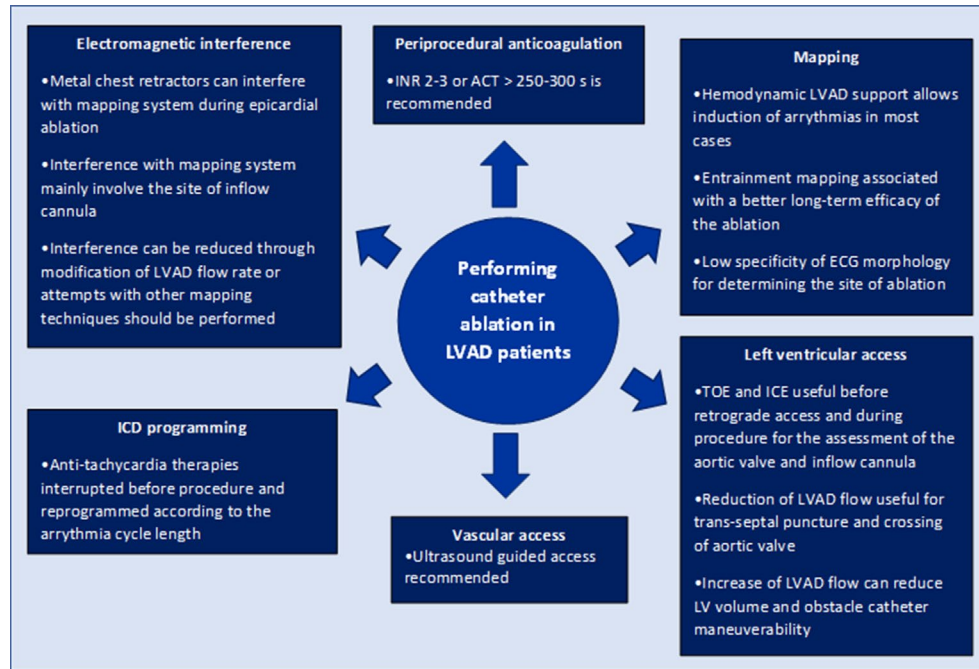 Electromagnetic interference
•Metal chest retractors can interfere
with mapping system during epicardial
ablation
•Interference with mapping system
mainly involve the site of inflow
cannula
•Interference can be reduced through
modification of LVAD flow rate or
attempts with other mapping
techniques should be performed
Periprocedural anticoagulation
•INR 2-3 or ACT > 250-300 s is
recommended
Mapping
•Hemodynamic LVAD support allows
induction of arrythmias in most
cases
•Entrainment mapping associated
with a better long-term efficacy of
the ablation
•Low specificity of ECG morphology
for determining the site of ablation
Performing
catheter
ablation in
LVAD patients
ICD programming
•Anti-tachycardia therapies
interrupted before procedure and
reprogrammed according to the
arrythmia cycle length
Vascular access
•Ultrasound guided access
recommended
Left ventricular access
•TOE and ICE useful before
retrograde access and during
procedure for the assessment of the
aortic valve and inflow cannula
•Reduction of LVAD flow useful for
trans-septal puncture and crossing
of aortic valve
•Increase of LVAD flow can reduce
LV volume and obstacle catheter
maneuverability